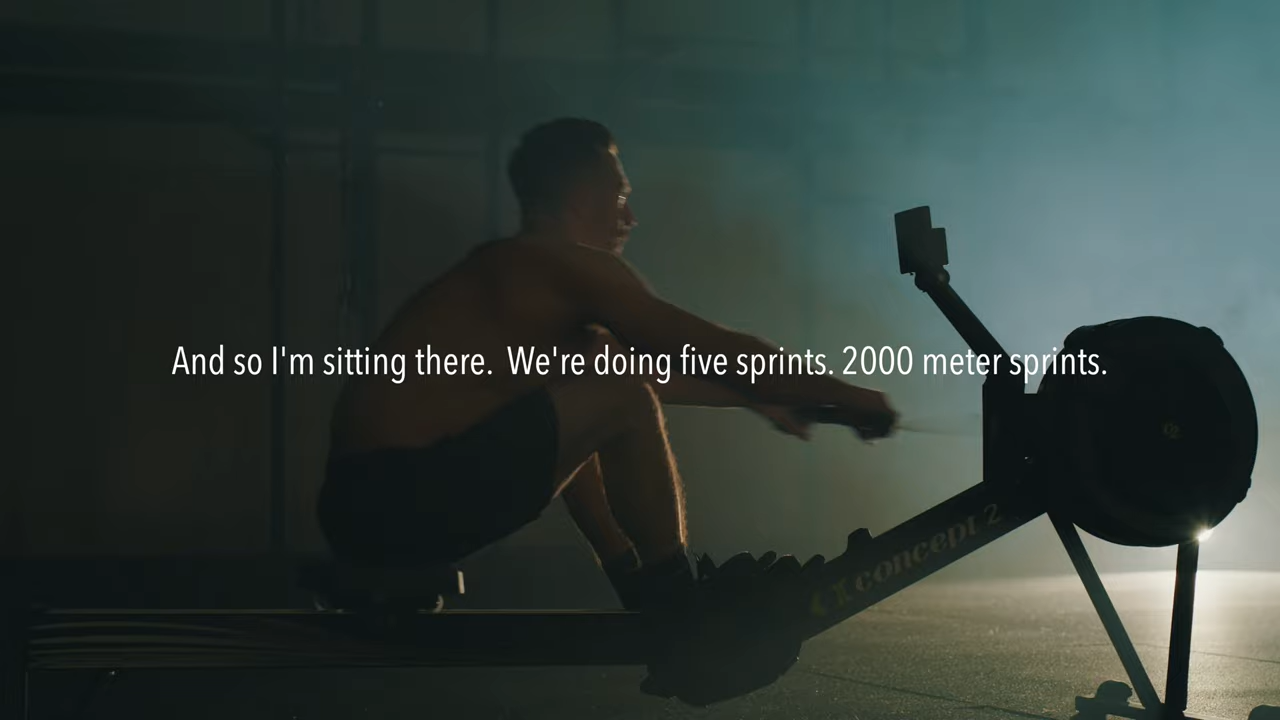 And so I'm sitting there.  We're doing five sprints. 2000 meter sprints.
concept 2